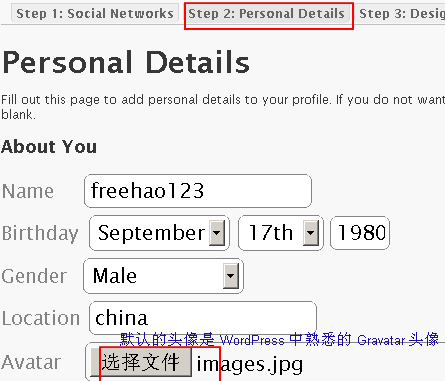 Step 1: Social Networks Step 2: Personal Details Step 3: Desig
Personal Details
Fill out this page to add personal details to your profile. If you do not want
blank.
About You
Name freehao123
Birthday September 17th 1980
Gender Male
Location china
默认的头像是 WordPress 中熟悉的 Gravatar 头像
Avatar 选择文件 images.jpg